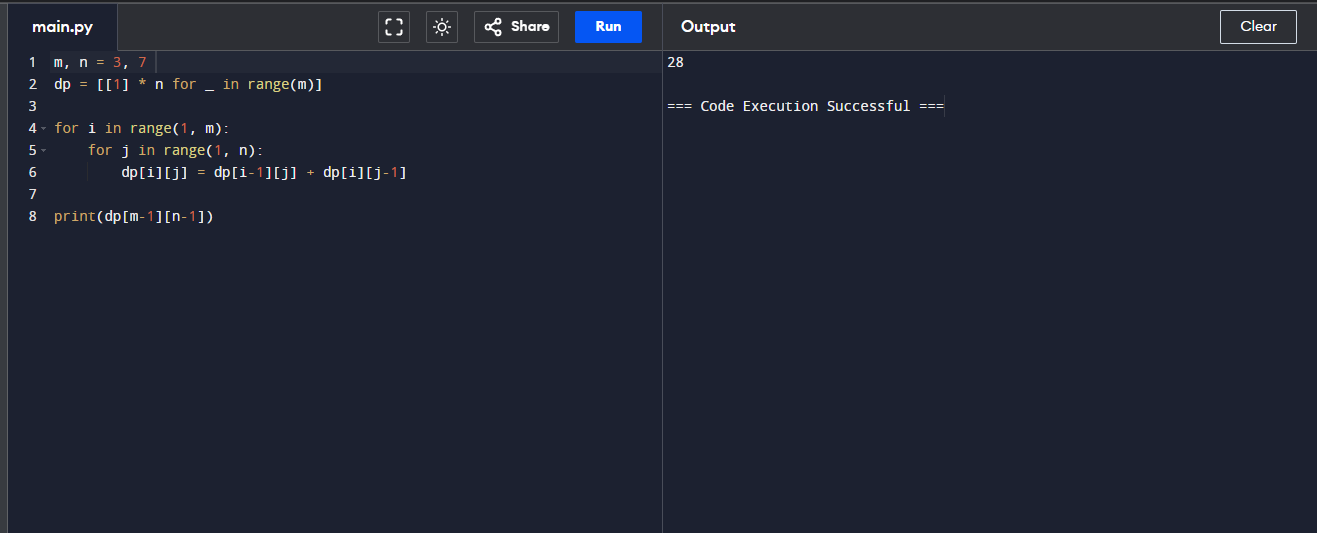 main.py
Share
Run
Output
Clear
1 m, n = 3, 7
2 dp = [[1] * n for _ in range(m)]
3
4 for i in range(1, m):
5     for j in range(1, n):
6         dp[i][j] = dp[i-1][j] + dp[i][j-1]
7
8 print(dp[m-1][n-1])
28
=== Code Execution Successful ===